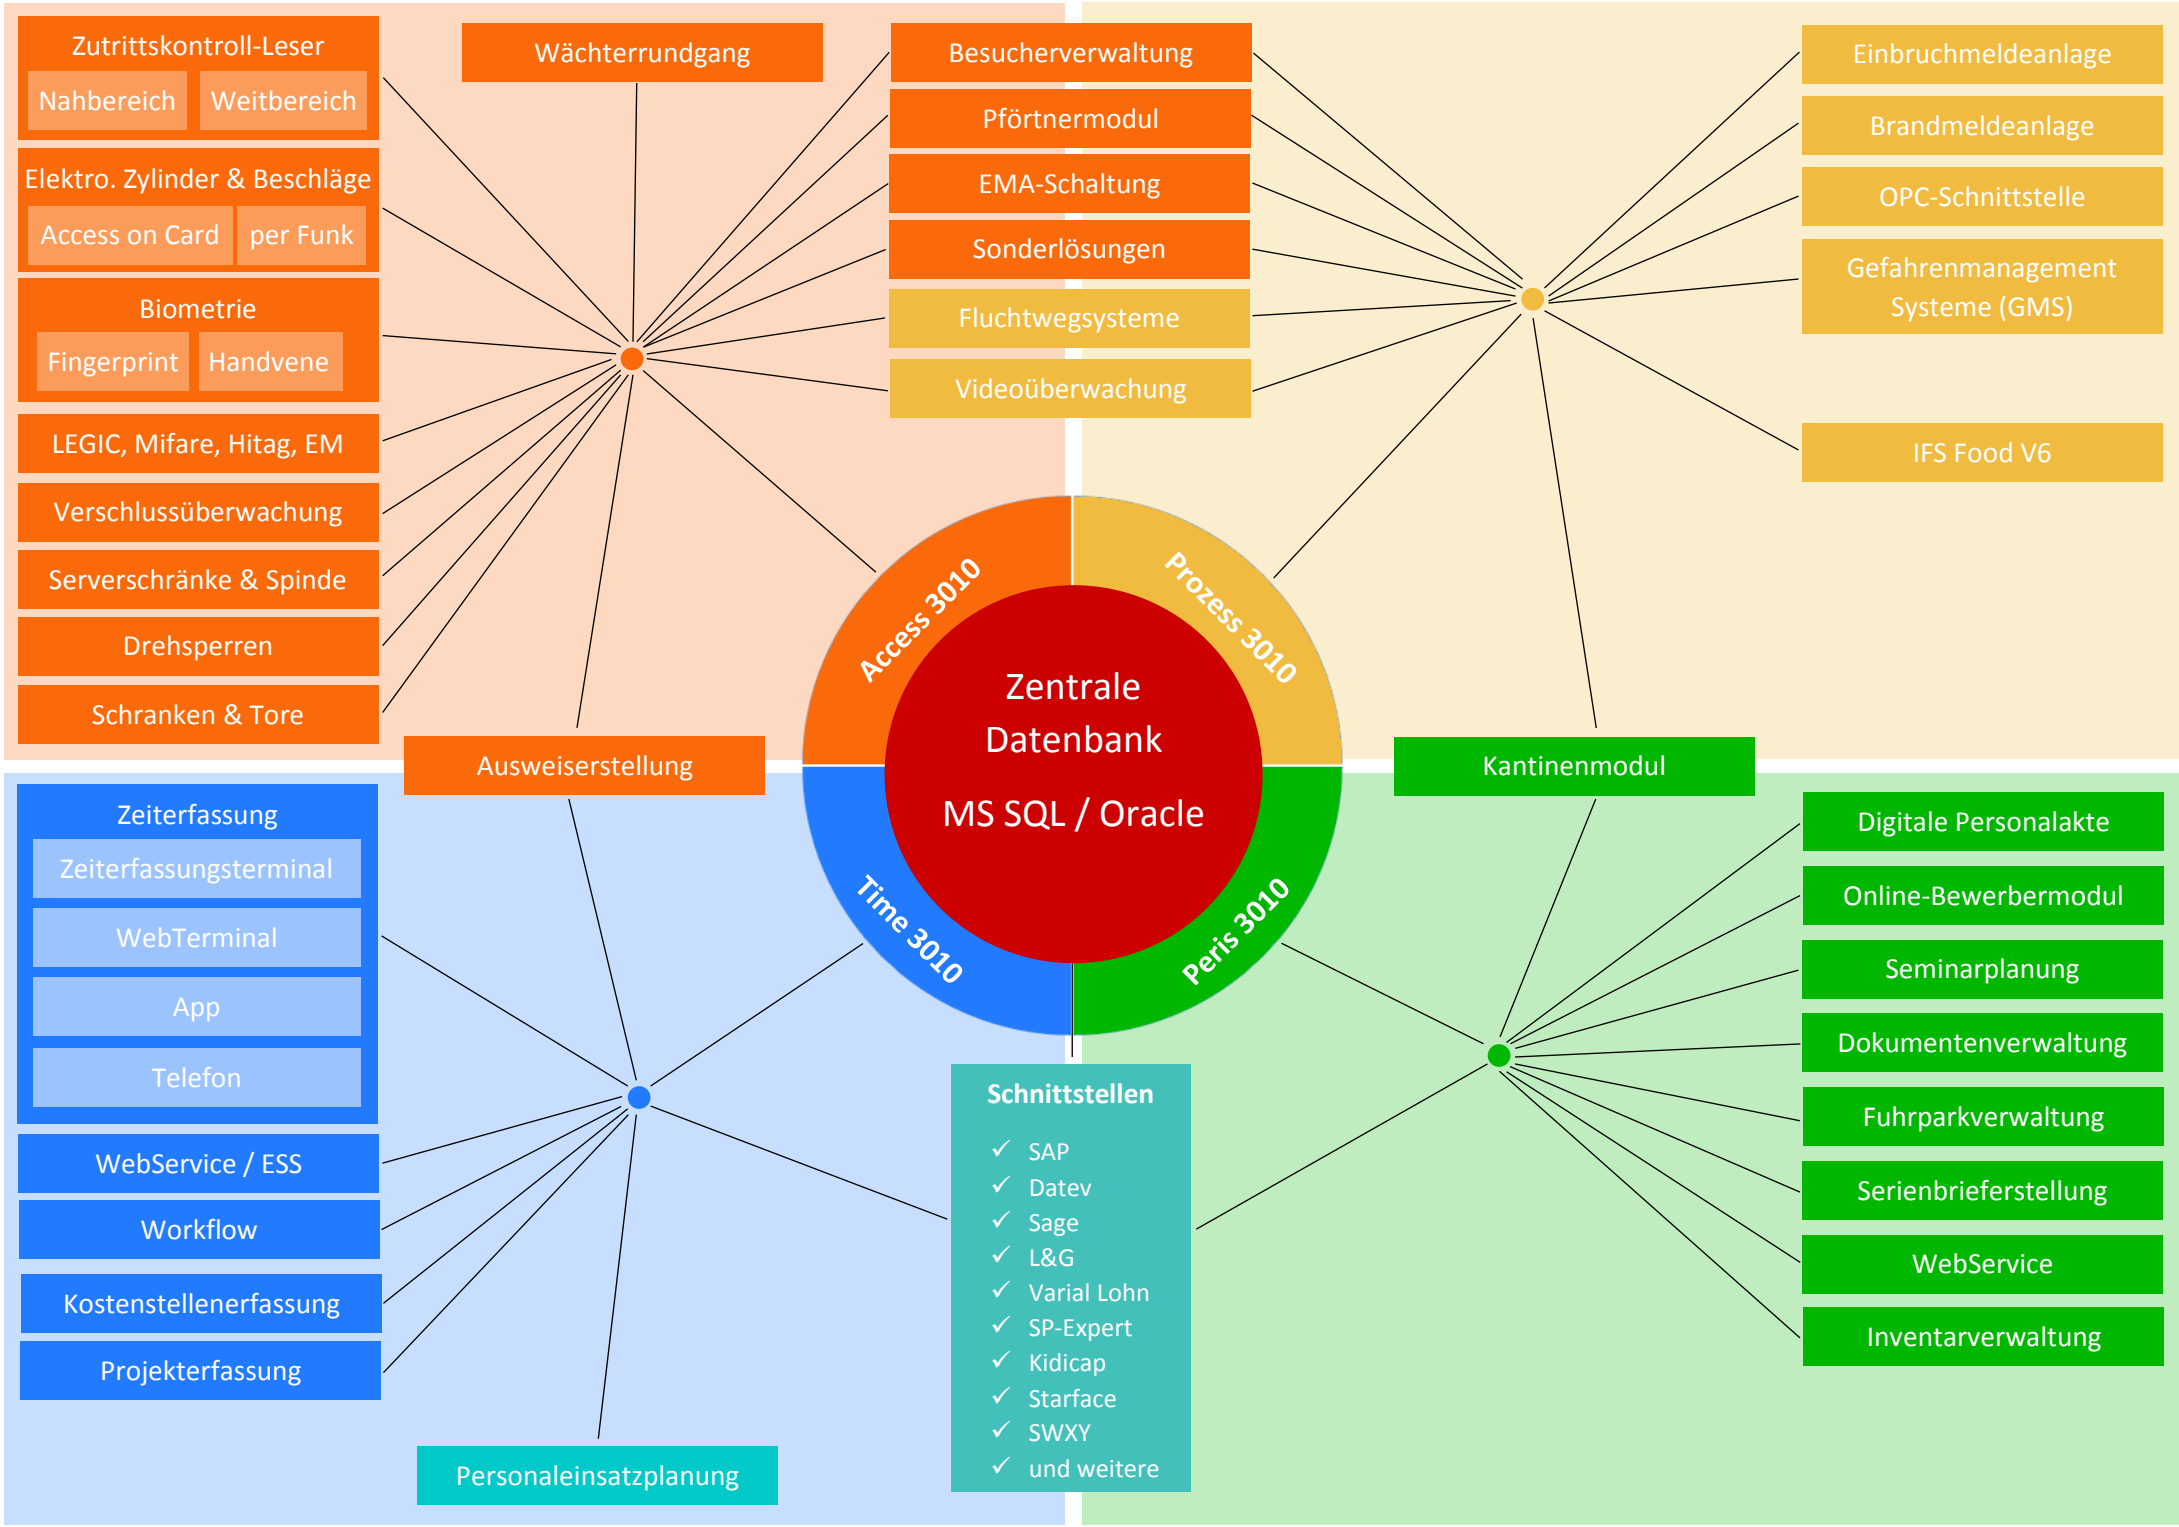 Zutrittskontroll-Leser
Nahbereich
Weitbereich
Elektro. Zylinder & Beschläge
Access on Card
per Funk
Biometrie
Fingerprint
Handvene
LEGIC, Mifare, Hitag, EM
Verschlussüberwachung
Serverschränke & Spinde
Drehsperren
Schranken & Tore
Wächterrundgang
Besucherverwaltung
Pförtnermodul
EMA-Schaltung
Sonderlösungen
Fluchtwegsysteme
Videoüberwachung
Einbruchmeldeanlage
Brandmeldeanlage
OPC-Schnittstelle
Gefahrenmanagement
Systeme (GMS)
IFS Food V6
Access 3010
Prozess 3010
Zentrale
Datenbank
MS SQL / Oracle
Time 3010
Peris 3010
Ausweiserstellung
Kantinenmodul
Zeiterfassung
Zeiterfassungsterminal
WebTerminal
App
Telefon
WebService / ESS
Workflow
Kostenstellenerfassung
Projekterfassung
Personaleinsatzplanung
Schnittstellen
✓ SAP
✓ Datev
✓ Sage
✓ L&G
✓ Varial Lohn
✓ SP-Expert
✓ Kidicap
✓ Starface
✓ SWXY
✓ und weitere
Digitale Personalakte
Online-Bewerbermodul
Seminarplanung
Dokumentenverwaltung
Fuhrparkverwaltung
Serienbrieferstellung
WebService
Inventarverwaltung